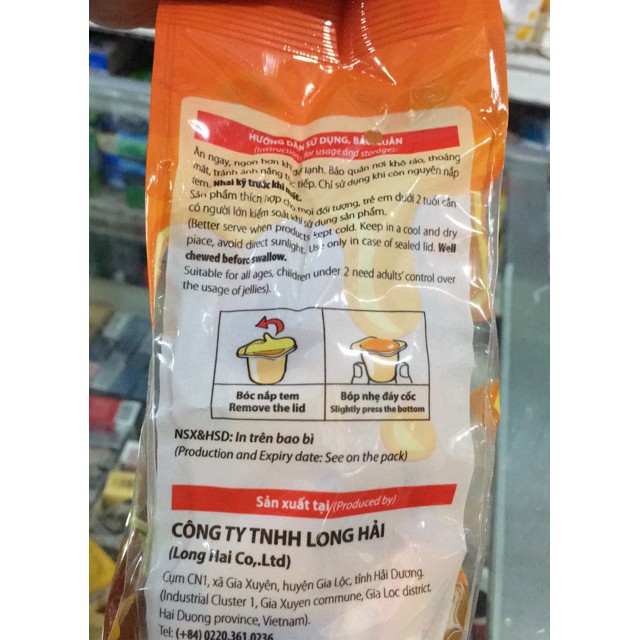 HƯỚNG DẪN SỬ DỤNG, BẢO QUẢN
(Instructions for usage and storage)
Ăn ngay, ngon hơn khi để lạnh. Bảo quản nơi khô ráo, thoáng
mát, tránh ánh nắng trực tiếp. Chỉ sử dụng khi còn nguyên nắp
tem. Nhai kỹ trước khi nuốt.
Sản phẩm thích hợp cho mọi đối tượng, trẻ em dưới 2 tuổi cần
có người lớn kiểm soát khi sử dụng sản phẩm.
(Better serve when products kept cold. Keep in a cool and dry
place, avoid direct sunlight. Use only in case of sealed lid. Well
chewed before swallow.
Suitable for all ages, children under 2 need adults' control over
the usage of jellies).
Bóc nắp tem
Remove the lid
Bóp nhẹ đáy cốc
Slightly press the bottom
NSX&HSD: In trên bao bì
(Production and Expiry date: See on the pack)
Sản xuất tại/(Produced by)
CÔNG TY TNHH LONG HẢI
(Long Hai Co,.Ltd)
Cụm CN1, xã Gia Xuyên, huyện Gia Lộc, tỉnh Hải Dương.
(Industrial Cluster 1, Gia Xuyen commune, Gia Loc district,
Hai Duong province, Vietnam).
Tel: (+84) 0220.361 0236